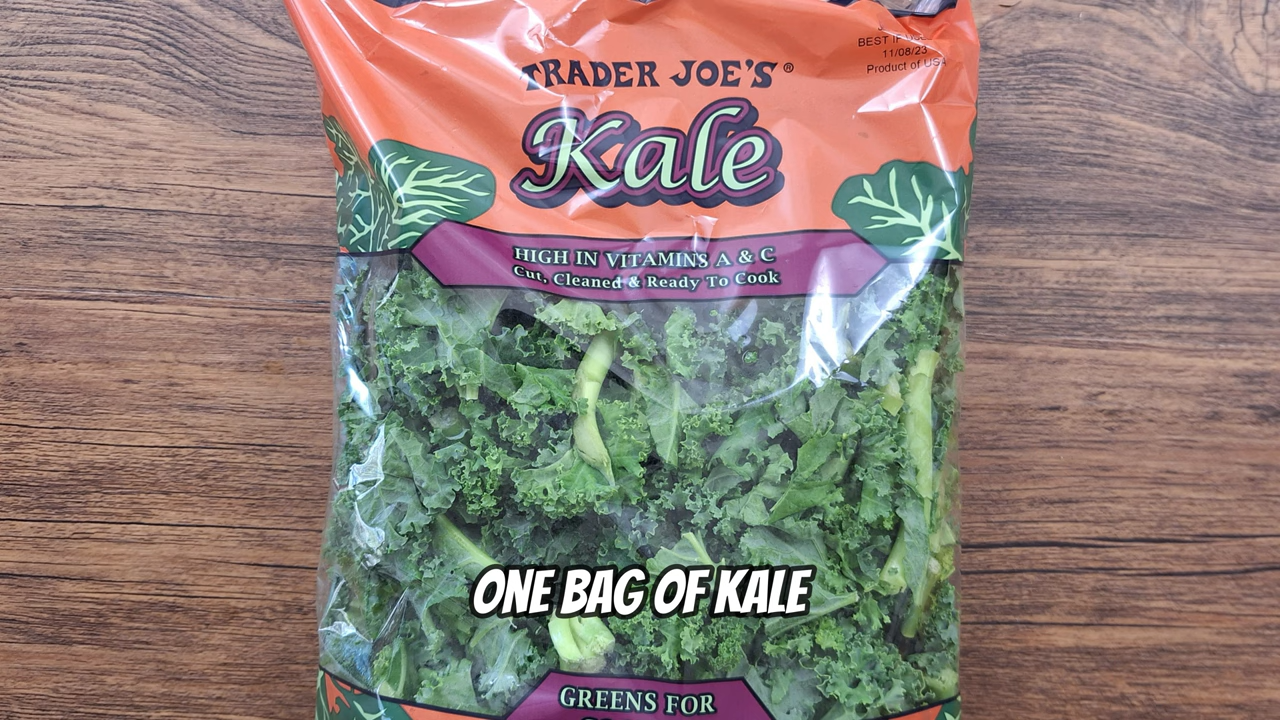 BEST IF
11/08/23
Product of USA
TRADER JOE'S®
Kale
HIGH IN VITAMINS A & C
Cut, Cleaned & Ready To Cook
ONE BAG OF KALE
GREENS FOR